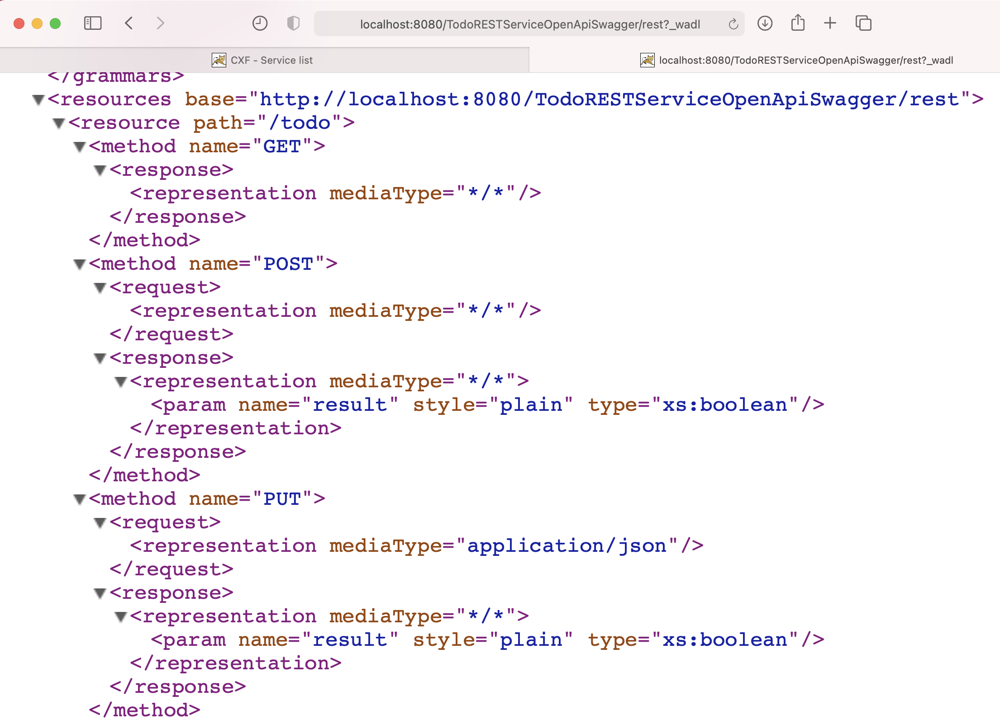 localhost:8080/TodoRESTServiceOpenApiSwagger/rest?_wadl
CXF - Service list
localhost:8080/TodoRESTServiceOpenApiSwagger/rest?_wadl
</grammars>
<resources base="http://localhost:8080/TodoRESTServiceOpenApiSwagger/rest">
<resource path="/todo">
<method name="GET">
<response>
<representation mediaType="*/*"/>
</response>
</method>
<method name="POST">
<request>
<representation mediaType="*/*"/>
</request>
<response>
<representation mediaType="*/*">
<param name="result" style="plain" type="xs:boolean"/>
</representation>
</response>
</method>
<method name="PUT">
<request>
<representation mediaType="application/json"/>
</request>
<response>
<representation mediaType="*/*">
<param name="result" style="plain" type="xs:boolean"/>
</representation>
</response>
</method>